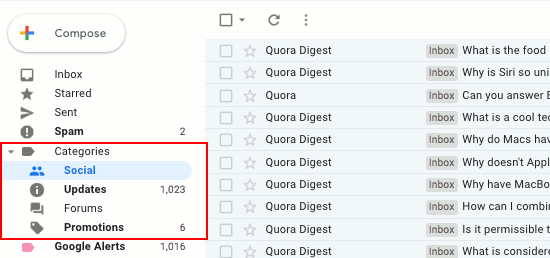 Compose
Inbox
Starred
Sent
Spam 2
Categories
Social
Updates 1,023
Forums
Promotions 6
Google Alerts 1,016
Quora Digest Inbox What is the food
Quora Digest Inbox Why is Siri so uni
Quora Inbox Can you answer
Quora Digest Inbox What is a cool te
Quora Digest Inbox Why do Macs hav
Quora Digest Inbox Why doesn't Appl
Quora Digest Inbox Why have MacBo
Quora Digest Inbox How can I combin
Quora Digest Inbox Is it permissible t
Quora Digest Inbox What is considere